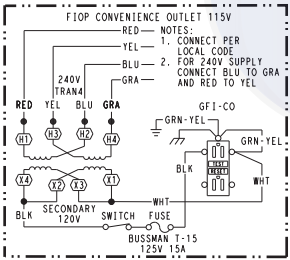 FIOP CONVENIENCE OUTLET 115V
RED
YEL
BLU
GRA
NOTES:
1. CONNECT PER
LOCAL CODE
2. FOR 240V SUPPLY
CONNECT BLU TO GRA
AND RED TO YEL
240V
TRAN4
RED YEL BLU GRA
H1 H3 H2 H4
GFI-CO
GRN-YEL
GRN-YEL
TEST
RESET
BLK
WHT
X4 X2 X3 X1
WHT
BLK
SECONDARY
120V
SWITCH
FUSE
BUSSMAN T-15
125V 15A